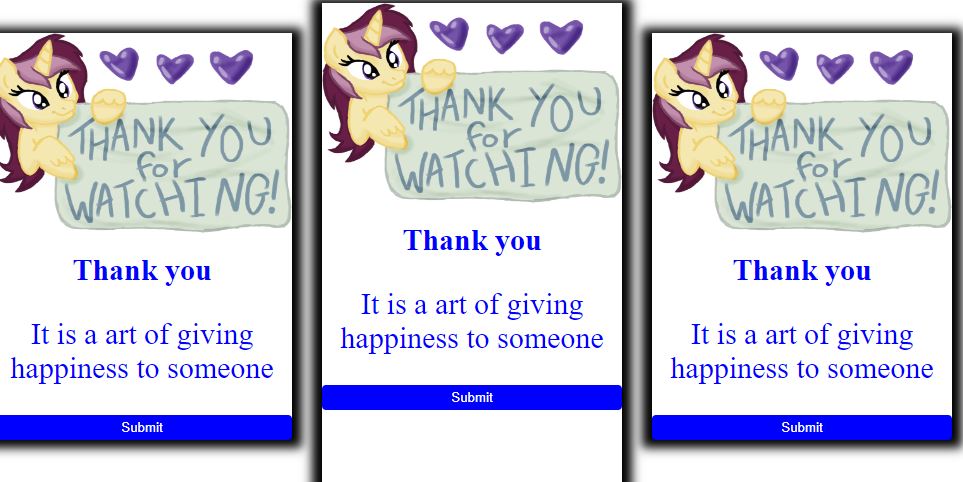 THANK YOU
for
WATCHING!
Thank you
It is a art of giving
happiness to someone
Submit
THANK YOU
for
WATCHING!
Thank you
It is a art of giving
happiness to someone
Submit
THANK YOU
for
WATCHING!
Thank you
It is a art of giving
happiness to someone
Submit